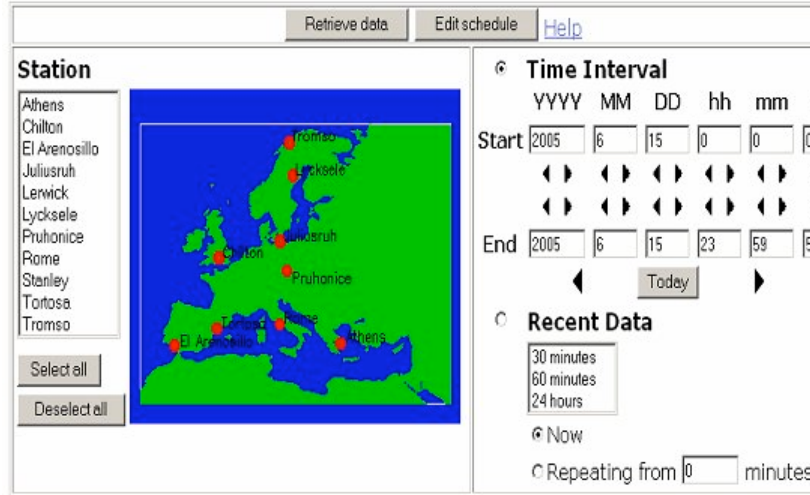 Retrieve data Edit schedule Help
Station
Athens
Chilton
El Arenosillo
Juliusruh
Lerwick
Lycksele
Pruhonice
Rome
Stanley
Tortosa
Tromso
Select all
Deselect all
Tromso
Lycksele
Juliusruh
Chilton
Pruhonice
Tortosa
Rome
El Arenosillo
Athens
Time Interval
YYYY MM DD hh mm
Start 2005 6 15 0 0
End 2005 6 15 23 59
Today
Recent Data
30 minutes
60 minutes
24 hours
Now
Repeating from 0 minutes